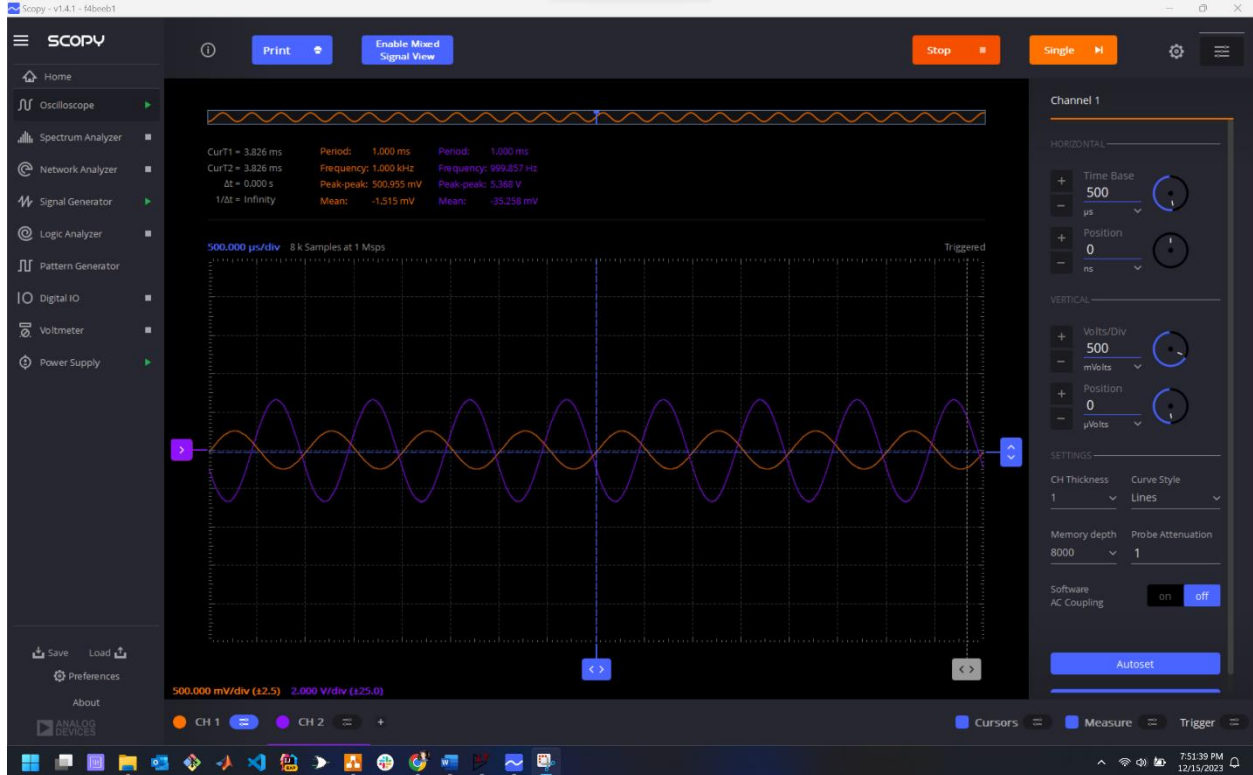 Scopy - v1.4.1 - f4beeb1
SCOPY
Home
Oscilloscope
Spectrum Analyzer
Network Analyzer
Signal Generator
Logic Analyzer
Pattern Generator
Digital IO
Voltmeter
Power Supply
Save Load
Preferences
About
ANALOG
DEVICES
Print
Enable Mixed
Signal View
Stop
Single
CurT1 = 3.826 ms Period: 1.000 ms Period: 1.000 ms
CurT2 = 3.826 ms Frequency: 1.000 kHz Frequency: 999.857 Hz
Δt = 0.000 s Peak-peak: 500.955 mV Peak-peak: 5.368 V
1/Δt = Infinity Mean: -1.515 mV Mean: -35.258 mV
500.000 µs/div 8 k Samples at 1 Msps Triggered
500.000 mV/div (±2.5) 2.000 V/div (±25.0)
CH 1 CH 2 +
Cursors Measure Trigger
Channel 1
HORIZONTAL
Time Base
500
µs
Position
0
ns
VERTICAL
Volts/Div
500
mVolts
Position
0
µVolts
SETTINGS
CH Thickness Curve Style
1 Lines
Memory depth Probe Attenuation
8000 1
Software
AC Coupling on off
Autoset
7:51:39 PM
12/15/2023